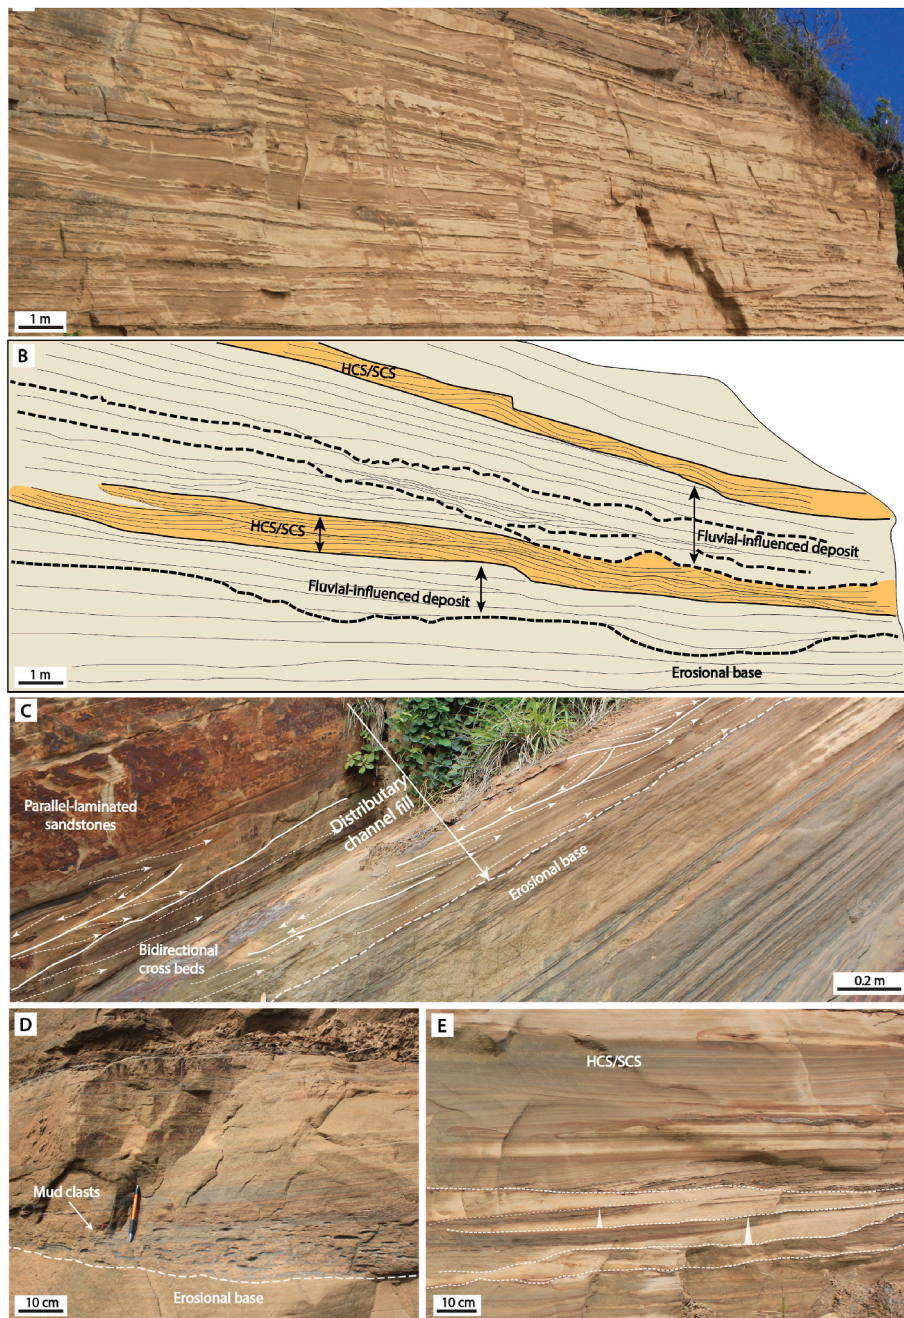 1 m
B
HCS/SCS
HCS/SCS
Fluvial-influenced deposit
Fluvial-influenced deposit
Erosional base
1 m
C
Parallel-laminated
sandstones
Distributary
channel fill
Erosional base
Bidirectional
cross beds
0.2 m
D
Mud clasts
Erosional base
10 cm
E
HCS/SCS
10 cm